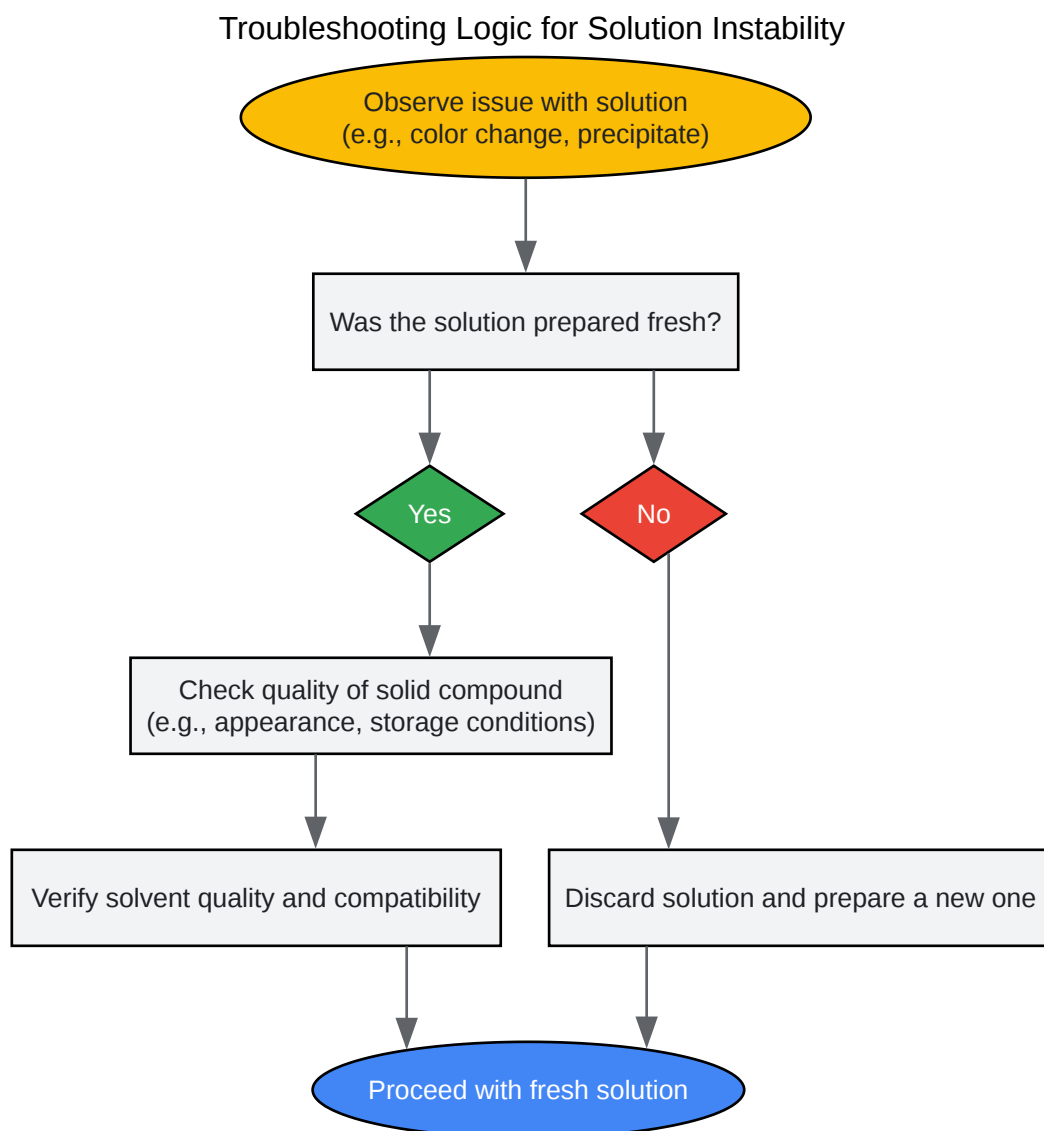 Troubleshooting Logic for Solution Instability
Observe issue with solution
(e.g., color change, precipitate)
Was the solution prepared fresh?
Yes
No
Check quality of solid compound
(e.g., appearance, storage conditions)
Verify solvent quality and compatibility
Discard solution and prepare a new one
Proceed with fresh solution